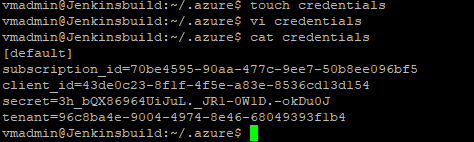 vmadmin@Jenkinsbuild:~/.azure$ touch credentials
vmadmin@Jenkinsbuild:~/.azure$ vi credentials
vmadmin@Jenkinsbuild:~/.azure$ cat credentials
[default]
subscription_id=70be4595-90aa-477c-9ee7-50b8ee096bf5
client_id=43de0c23-8f1f-4f5e-a83e-8536cd13d154
secret=3h_bQX86964UiJuL._JR1-0W1D.-okDu0J
tenant=96c8ba4e-9004-4974-8e46-68049393f1b4
vmadmin@Jenkinsbuild:~/.azure$